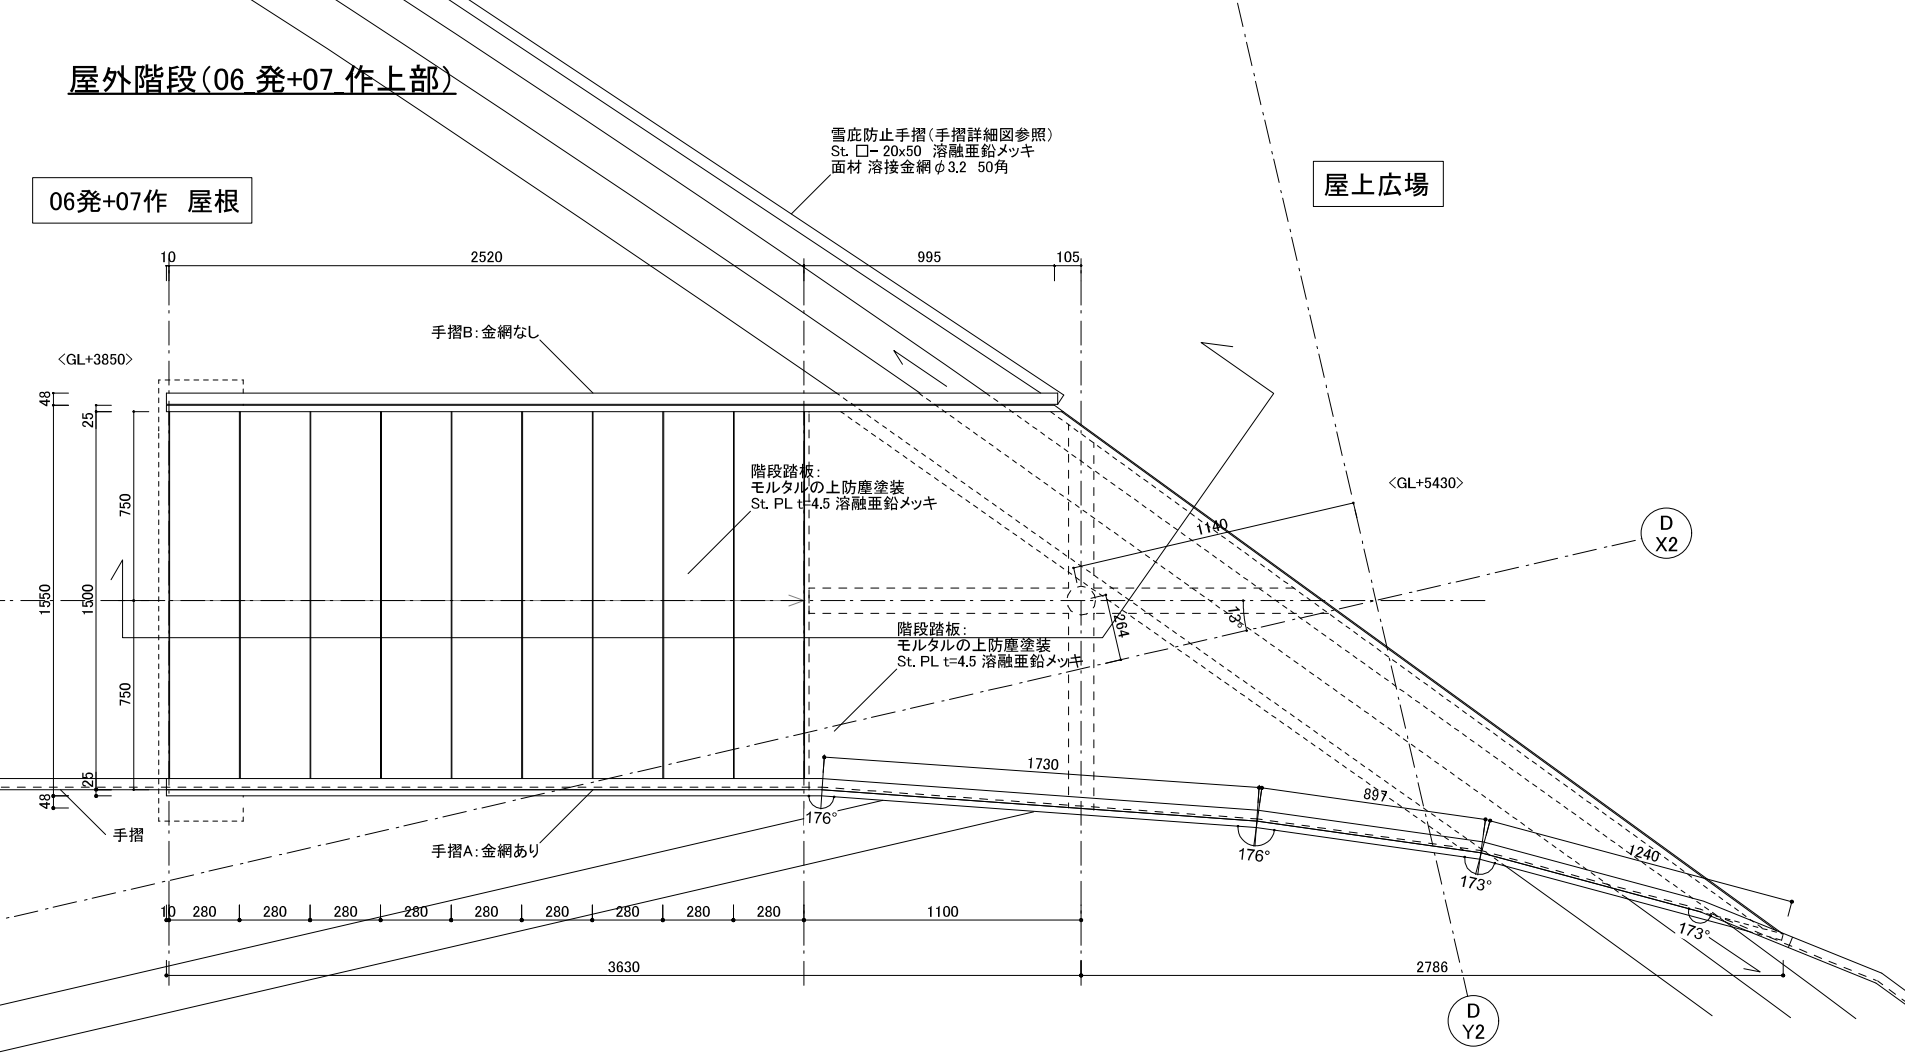 屋外階段(06_発+07_作上部)
雪庇防止手摺(手摺詳細図参照)
St. ロ- 20x50 溶融亜鉛メッキ
面材 溶接金網φ3.2 50角
屋上広場
06発+07作 屋根
10
2520
995
105
手摺B:金網なし
<GL+3850>
48
25
750
1550
1500
750
25
48
階段踏板:
モルタルの上防塵塗装
St. PL t=4.5 溶融亜鉛メッキ
<GL+5430>
1140
D
X2
264
13°
階段踏板:
モルタルの上防塵塗装
St. PL t=4.5 溶融亜鉛メッキ
1730
897
1240
176°
176°
173°
173°
手摺
手摺A:金網あり
10
280
280
280
280
280
280
280
280
280
1100
3630
2786
D
Y2